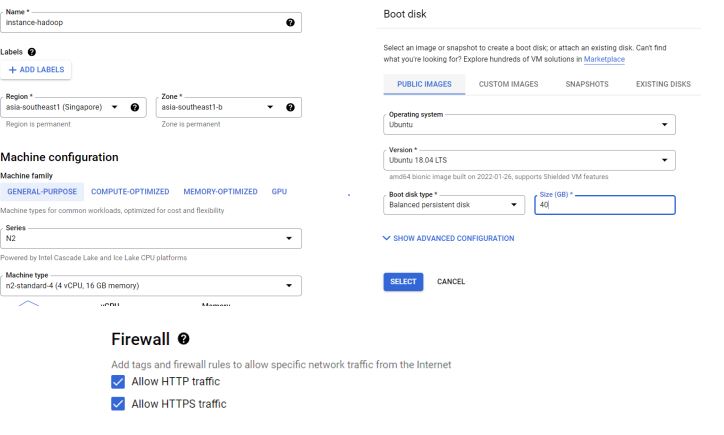 Name *
instance-hadoop
Labels
+ ADD LABELS
Region *
asia-southeast1 (Singapore)
Region is permanent
Zone *
asia-southeast1-b
Zone is permanent
Machine configuration
Machine family
GENERAL-PURPOSE COMPUTE-OPTIMIZED MEMORY-OPTIMIZED GPU
Machine types for common workloads, optimized for cost and flexibility
Series
N2
Powered by Intel Cascade Lake and Ice Lake CPU platforms
Machine type
n2-standard-4 (4 vCPU, 16 GB memory)
vCPU Memory
Boot disk
Select an image or snapshot to create a boot disk; or attach an existing disk. Can't find
what you're looking for? Explore hundreds of VM solutions in Marketplace
PUBLIC IMAGES CUSTOM IMAGES SNAPSHOTS EXISTING DISKS
Operating system
Ubuntu
Version *
Ubuntu 18.04 LTS
amd64 bionic image built on 2022-01-26, supports Shielded VM features
Boot disk type *
Balanced persistent disk
Size (GB) *
40
SHOW ADVANCED CONFIGURATION
SELECT CANCEL
Firewall
Add tags and firewall rules to allow specific network traffic from the Internet
Allow HTTP traffic
Allow HTTPS traffic